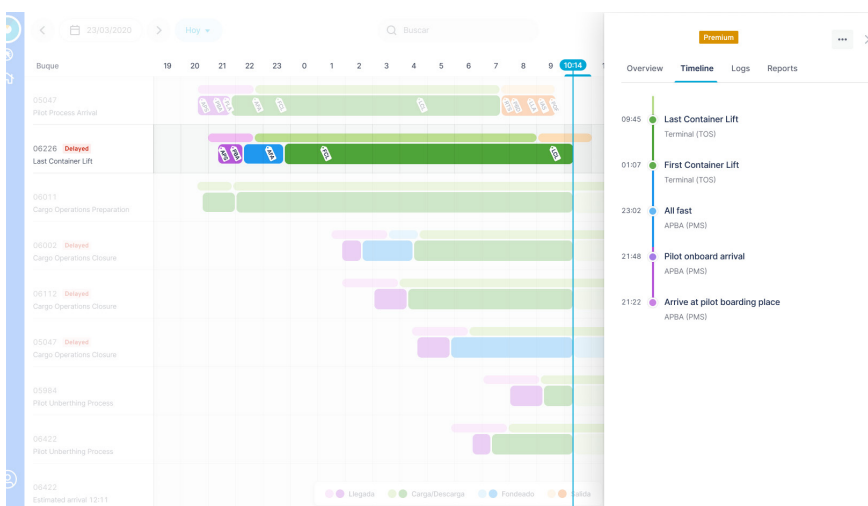 23/03/2020
Hoy
Buscar
Buque
19 20 21 22 23 0 1 2 3 4 5 6 7 8 9 10:14
05047
Pilot Process Arrival
06226 Delayed
Last Container Lift
06011
Cargo Operations Preparation
06002 Delayed
Cargo Operations Closure
06112 Delayed
Cargo Operations Closure
05047 Delayed
Cargo Operations Closure
05984
Pilot Unberthing Process
06422
Pilot Unberthing Process
06422
Estimated arrival 12:11
Llegada Carga/Descarga Fondeado Salida
Premium
Overview Timeline Logs Reports
09:45 Last Container Lift
Terminal (TOS)
01:07 First Container Lift
Terminal (TOS)
23:02 All fast
APBA (PMS)
21:48 Pilot onboard arrival
APBA (PMS)
21:22 Arrive at pilot boarding place
APBA (PMS)